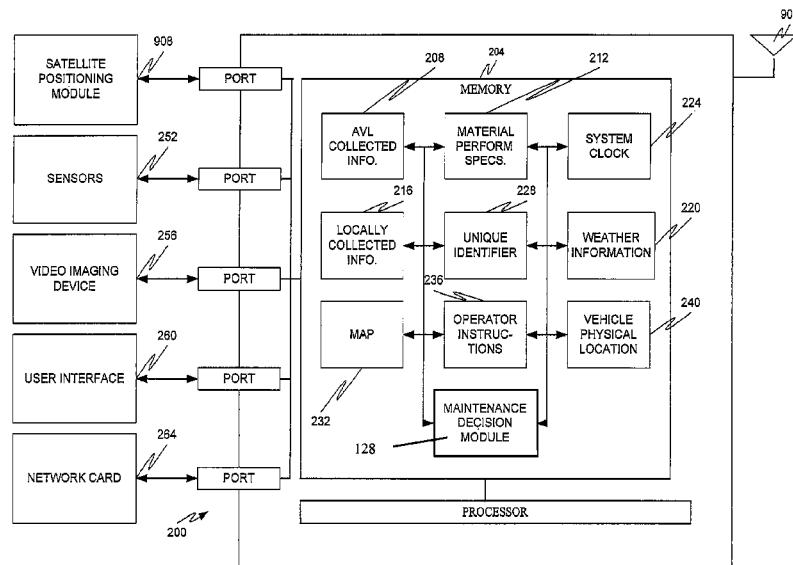 SATELLITE
POSITIONING
MODULE
908
PORT
SENSORS
252
PORT
VIDEO IMAGING
DEVICE
256
PORT
USER INTERFACE
260
PORT
NETWORK CARD
264
PORT
200
204
MEMORY
208
AVL
COLLECTED
INFO.
212
MATERIAL
PERFORM
SPECS.
224
SYSTEM
CLOCK
216
LOCALLY
COLLECTED
INFO.
228
UNIQUE
IDENTIFIER
220
WEATHER
INFORMATION
232
MAP
236
OPERATOR
INSTRUC-
TIONS
240
VEHICLE
PHYSICAL
LOCATION
MAINTENANCE
DECISION
MODULE
128
PROCESSOR
90